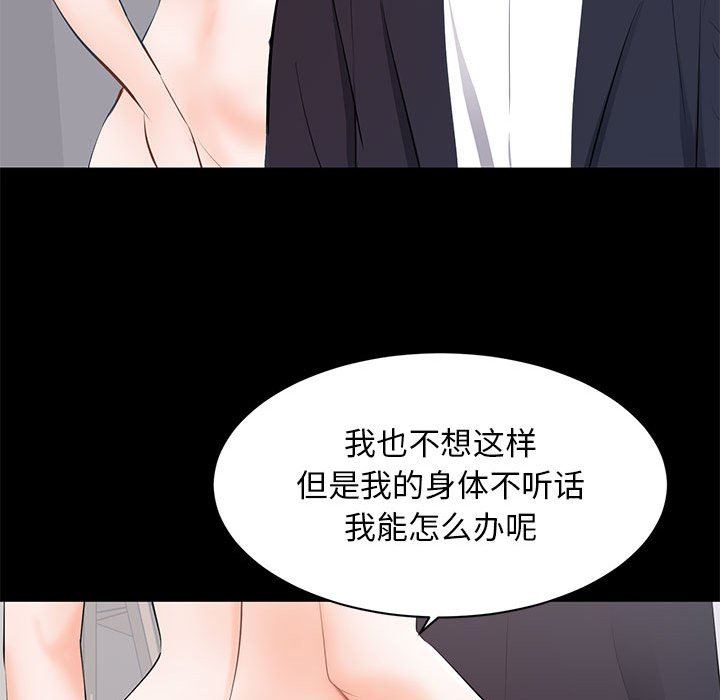 我也不想这样
但是我的身体不听话
我能怎么办呢